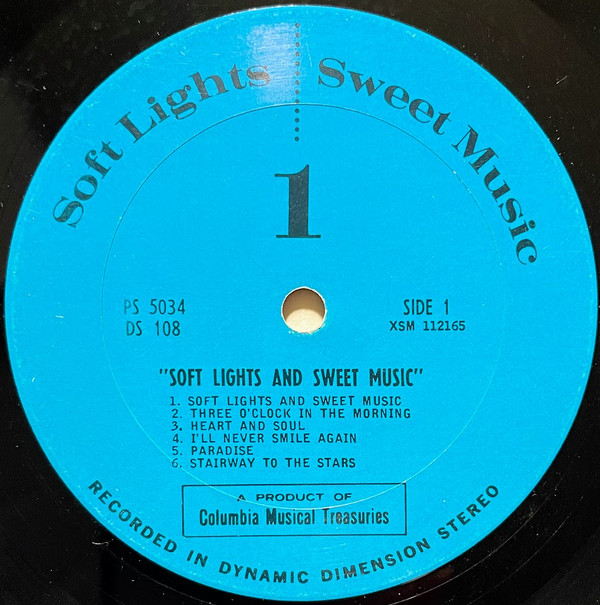 Soft Lights Sweet Music
1
PS 5034
DS 108
SIDE 1
XSM 112165
"SOFT LIGHTS AND SWEET MUSIC"
1. SOFT LIGHTS AND SWEET MUSIC
2. THREE O'CLOCK IN THE MORNING
3. HEART AND SOUL
4. I'LL NEVER SMILE AGAIN
5. PARADISE
6. STAIRWAY TO THE STARS
A PRODUCT OF
Columbia Musical Treasuries
RECORDED IN DYNAMIC DIMENSION STEREO